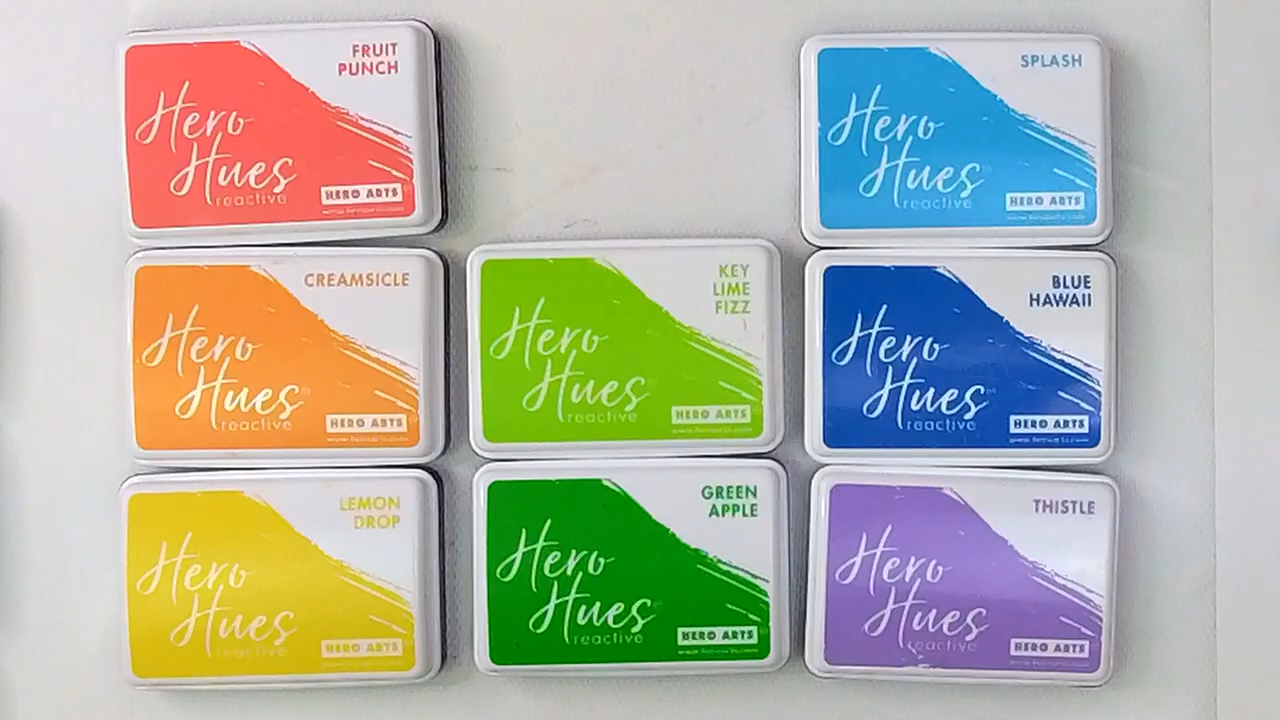 FRUIT
PUNCH
Hero
Hues
reactive
HERO ARTS
SPLASH
Hero
Hues
reactive
HERO ARTS
CREAMSICLE
Hero
Hues
reactive
HERO ARTS
KEY
LIME
FIZZ
Hero
Hues
reactive
HERO ARTS
BLUE
HAWAII
Hero
Hues
reactive
HERO ARTS
LEMON
DROP
Hero
Hues
reactive
HERO ARTS
GREEN
APPLE
Hero
Hues
reactive
HERO ARTS
THISTLE
Hero
Hues
reactive
HERO ARTS